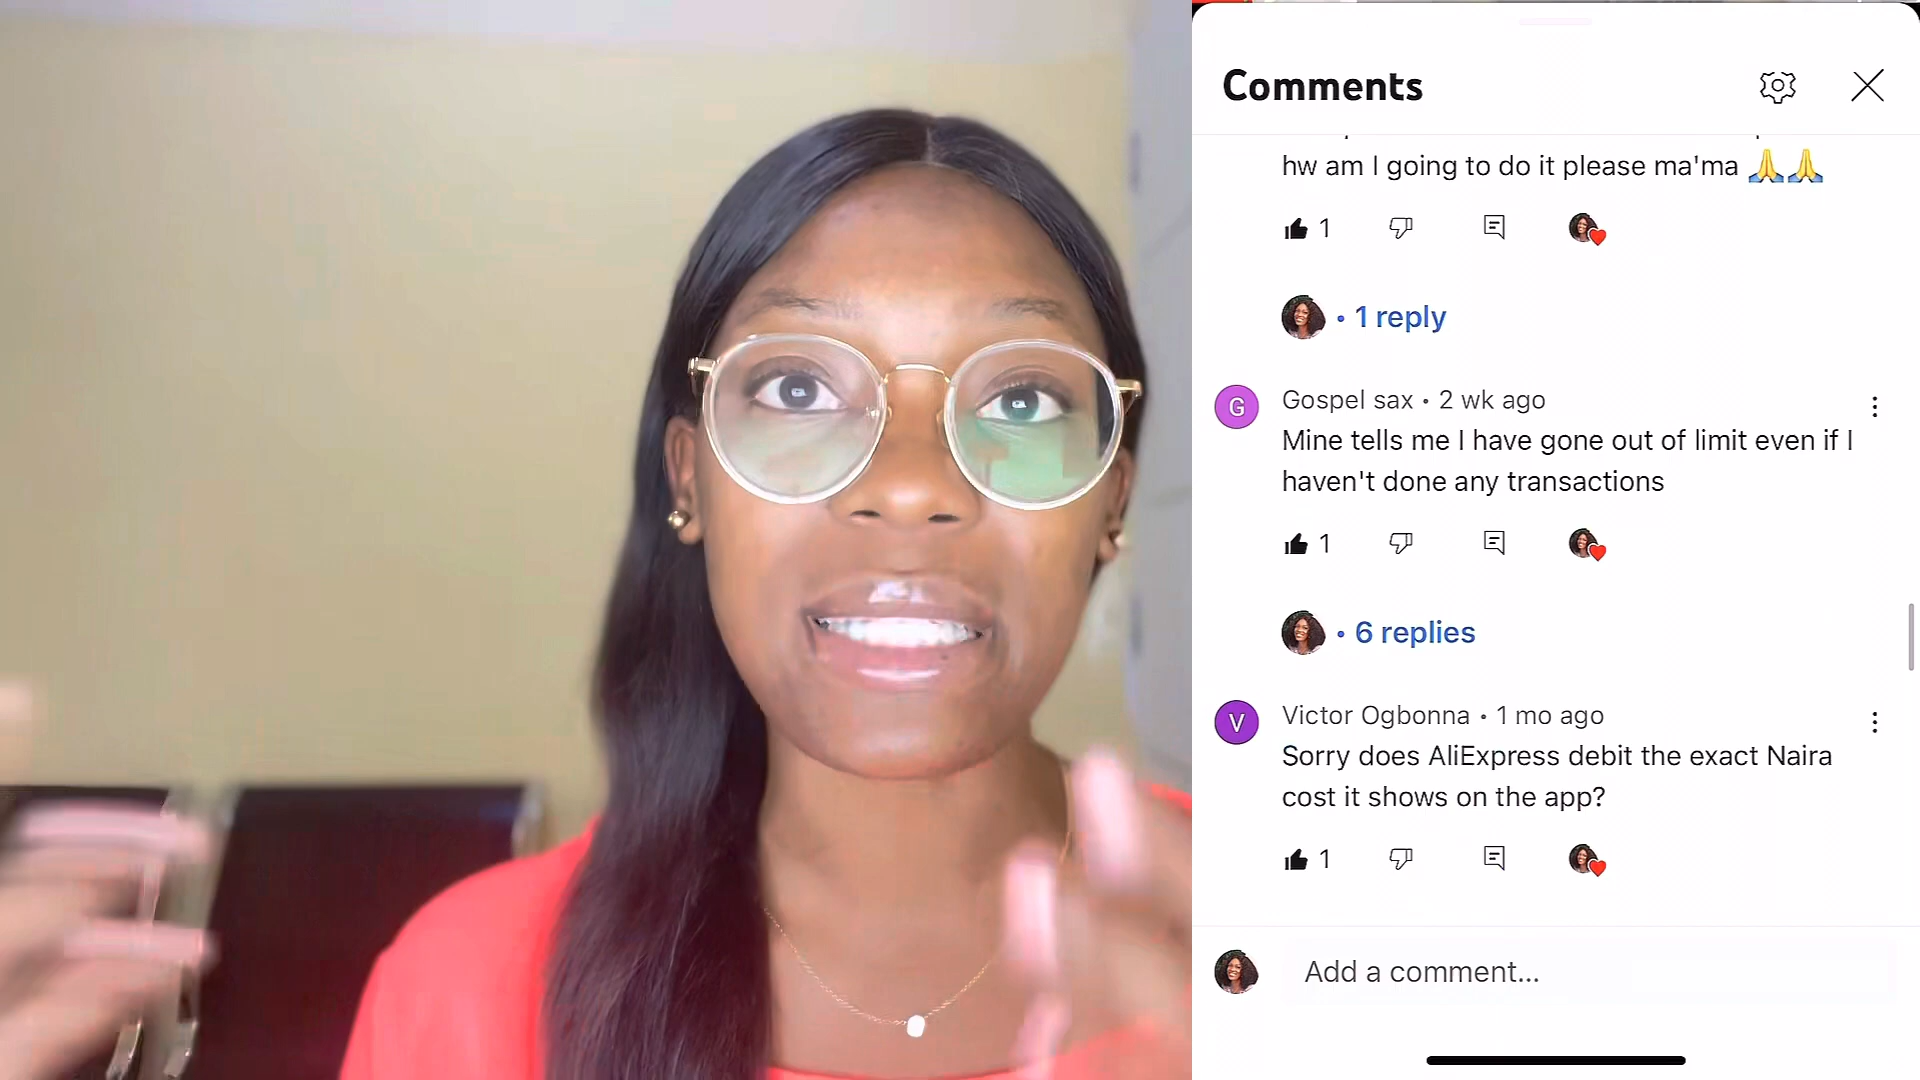 Comments
hw am I going to do it please ma'ma 🙏🙏
1
1 reply
G
Gospel sax • 2 wk ago
Mine tells me I have gone out of limit even if I
haven't done any transactions
1
6 replies
V
Victor Ogbonna • 1 mo ago
Sorry does AliExpress debit the exact Naira
cost it shows on the app?
1
Add a comment...